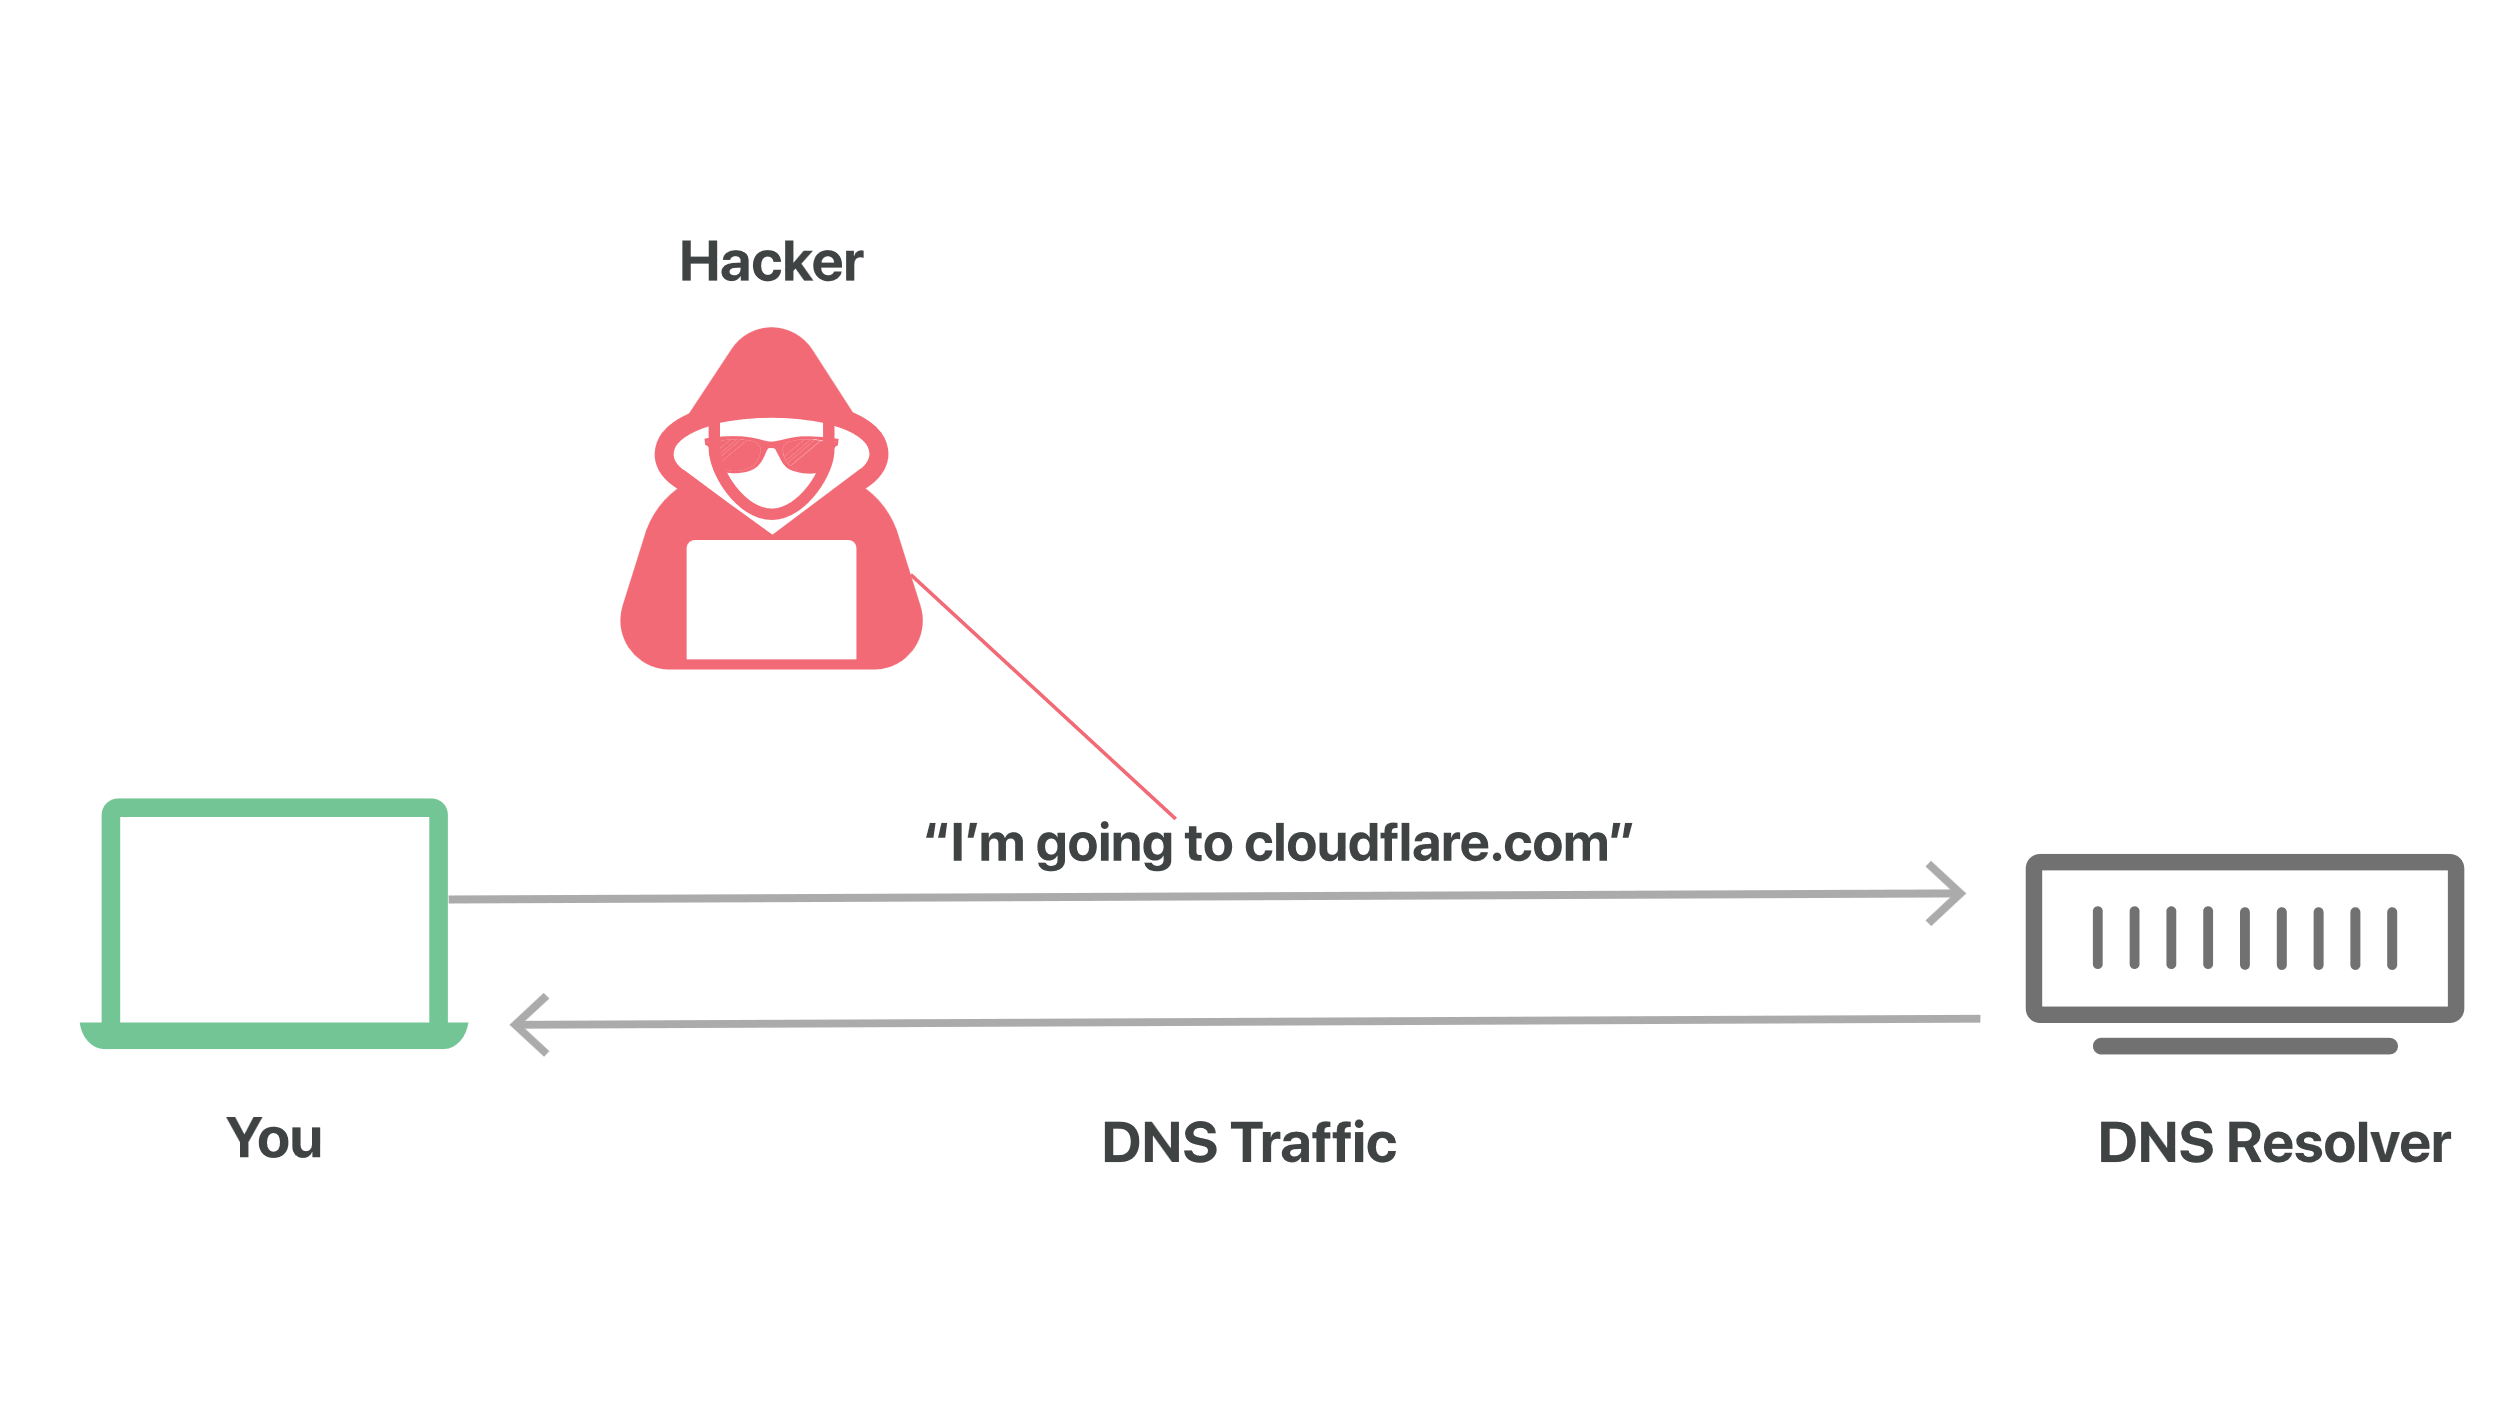 Hacker
“I’m going to cloudflare.com”
You
DNS Traffic
DNS Resolver